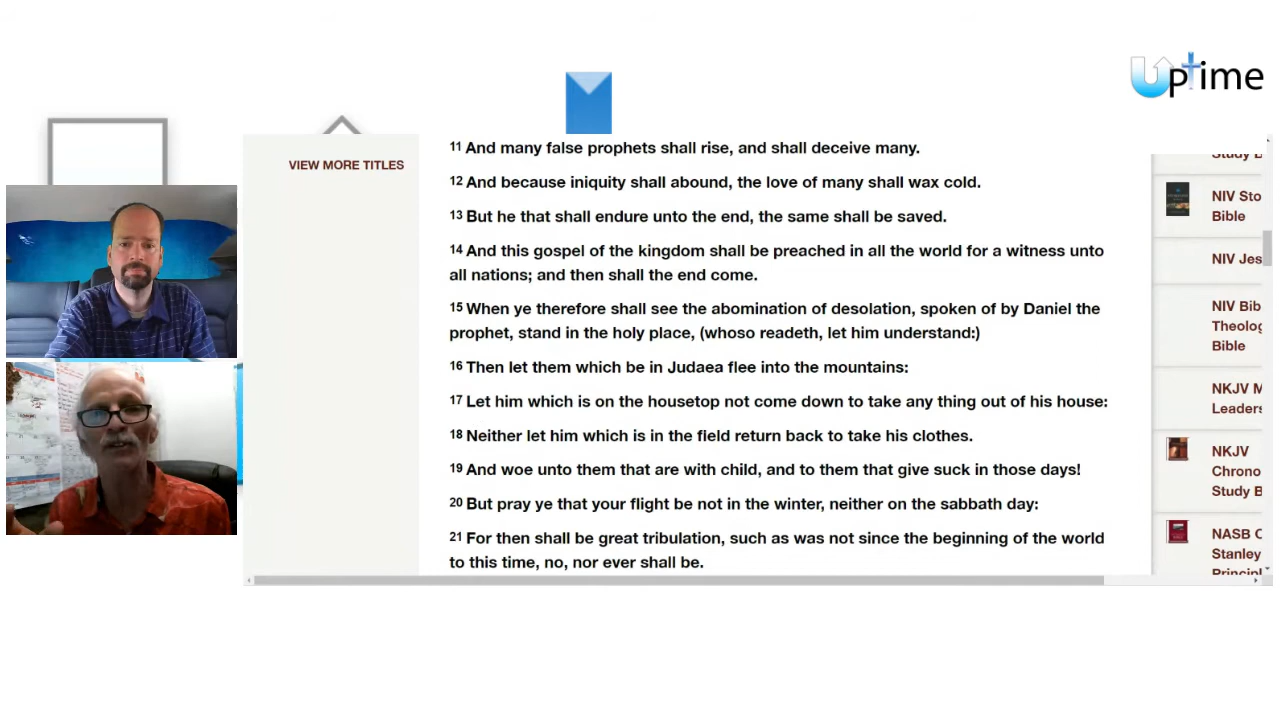 Uptime
VIEW MORE TITLES
11 And many false prophets shall rise, and shall deceive many.
12 And because iniquity shall abound, the love of many shall wax cold.
13 But he that shall endure unto the end, the same shall be saved.
14 And this gospel of the kingdom shall be preached in all the world for a witness unto
all nations; and then shall the end come.
15 When ye therefore shall see the abomination of desolation, spoken of by Daniel the
prophet, stand in the holy place, (whoso readeth, let him understand:)
16 Then let them which be in Judaea flee into the mountains:
17 Let him which is on the housetop not come down to take any thing out of his house:
18 Neither let him which is in the field return back to take his clothes.
19 And woe unto them that are with child, and to them that give suck in those days!
20 But pray ye that your flight be not in the winter, neither on the sabbath day:
21 For then shall be great tribulation, such as was not since the beginning of the world
to this time, no, nor ever shall be.
Study B
NIV Sto
Bible
NIV Jes
NIV Bib
Theolog
Bible
NKJV M
Leaders
NKJV
Chrono
Study B
NASB C
Stanley
Principl